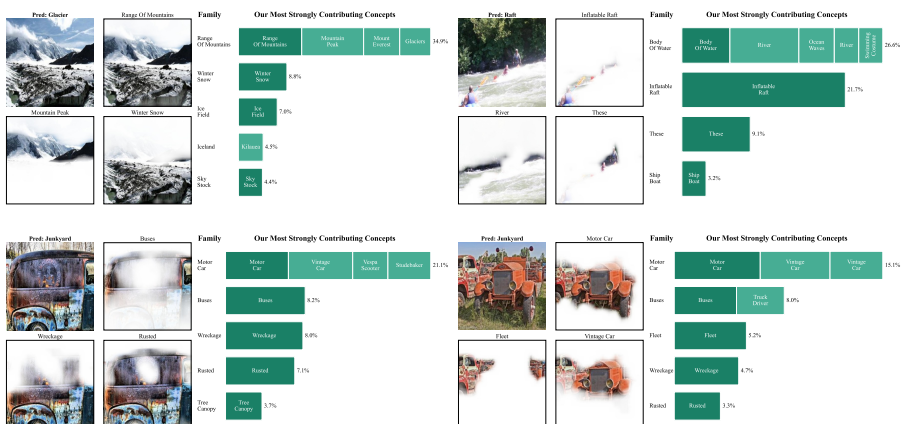 Pred: Glacier
Range Of Mountains
Mountain Peak
Winter Snow
Family
Our Most Strongly Contributing Concepts
Range
Of Mountains
Range
Of Mountains
Mountain
Peak
Mount
Everest
Glaciers
34.9%
Winter
Snow
Winter
Snow
8.8%
Ice
Field
Ice
Field
7.0%
Iceland
4.5%
Sky
Stock
Sky
Stock
4.4%
Pred: Raft
Inflatable Raft
River
These
Family
Our Most Strongly Contributing Concepts
Body
Of Water
Body
Of Water
River
Ocean
Waves
River
Swimming
Costume
26.6%
Inflatable
Raft
Inflatable
Raft
21.7%
These
These
9.1%
Ship
Boat
Ship
Boat
3.2%
Pred: Junkyard
Buses
Wreckage
Rusted
Family
Our Most Strongly Contributing Concepts
Motor
Car
Motor
Car
Vintage
Car
Vespa
Scooter
Studebaker
21.1%
Buses
Buses
8.2%
Wreckage
Wreckage
8.0%
Rusted
Rusted
7.1%
Tree
Canopy
Tree
Canopy
3.7%
Pred: Junkyard
Motor Car
Fleet
Vintage Car
Family
Our Most Strongly Contributing Concepts
Motor
Car
Motor
Car
Vintage
Car
Vintage
Car
15.1%
Buses
Buses
Truck
Driver
8.0%
Fleet
Fleet
5.2%
Wreckage
Wreckage
4.7%
Rusted
Rusted
3.3%